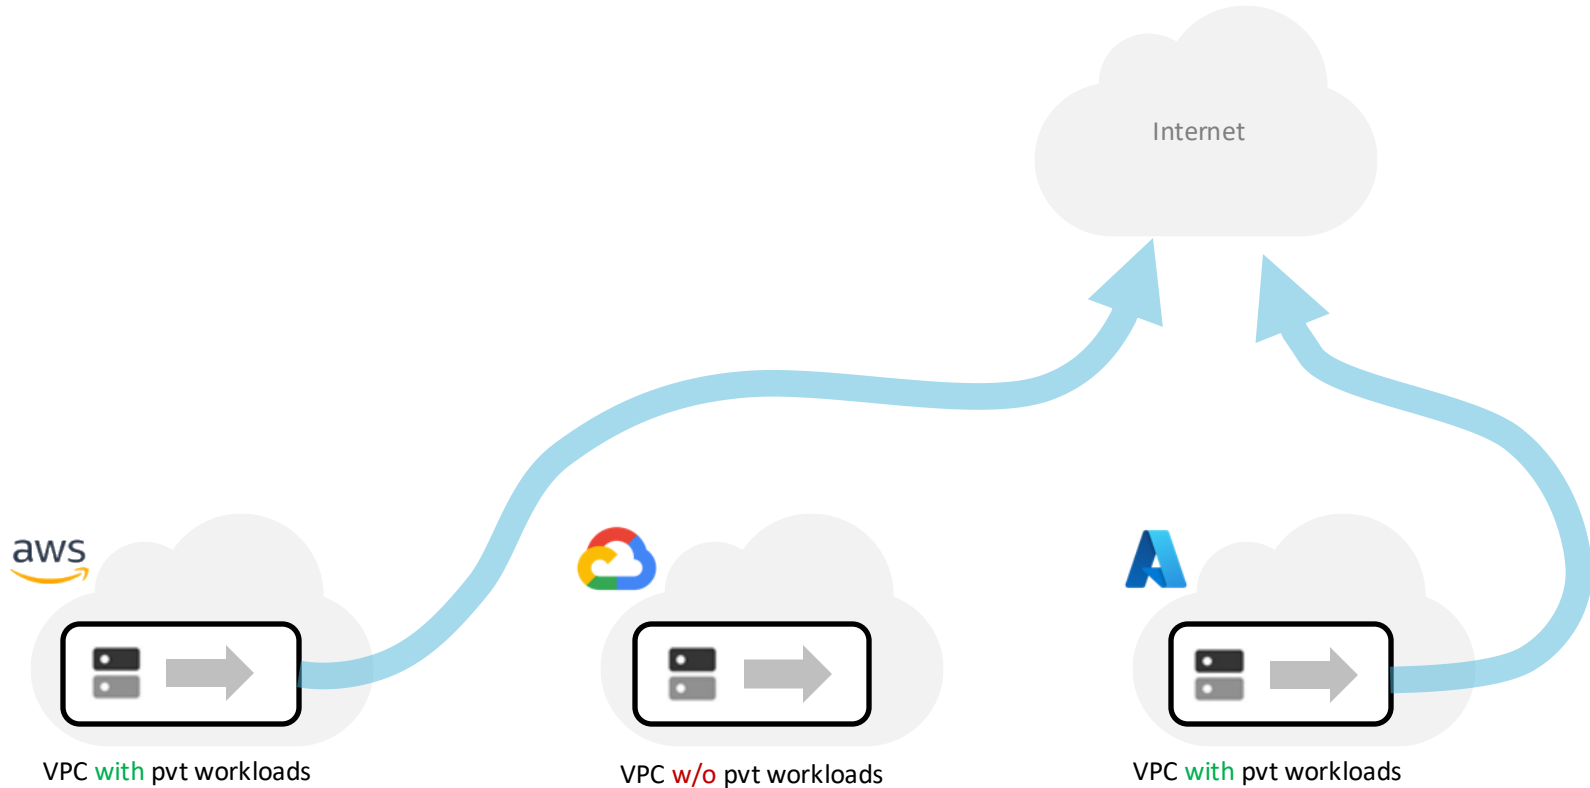 Internet
aws
VPC with pvt workloads
VPC w/o pvt workloads
VPC with pvt workloads